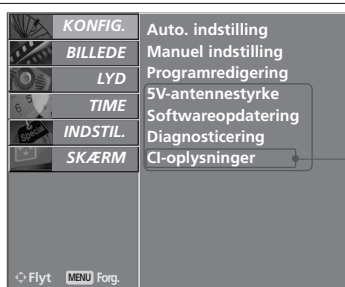 KONFIG.
BILLEDE
LYD
TIME
INDSTIL.
SKÆRM
Auto. indstilling
Manuel indstilling
Programredigering
5V-antennestyrke
Softwareopdatering
Diagnosticering
CI-oplysninger
Flyt MENU Forg.